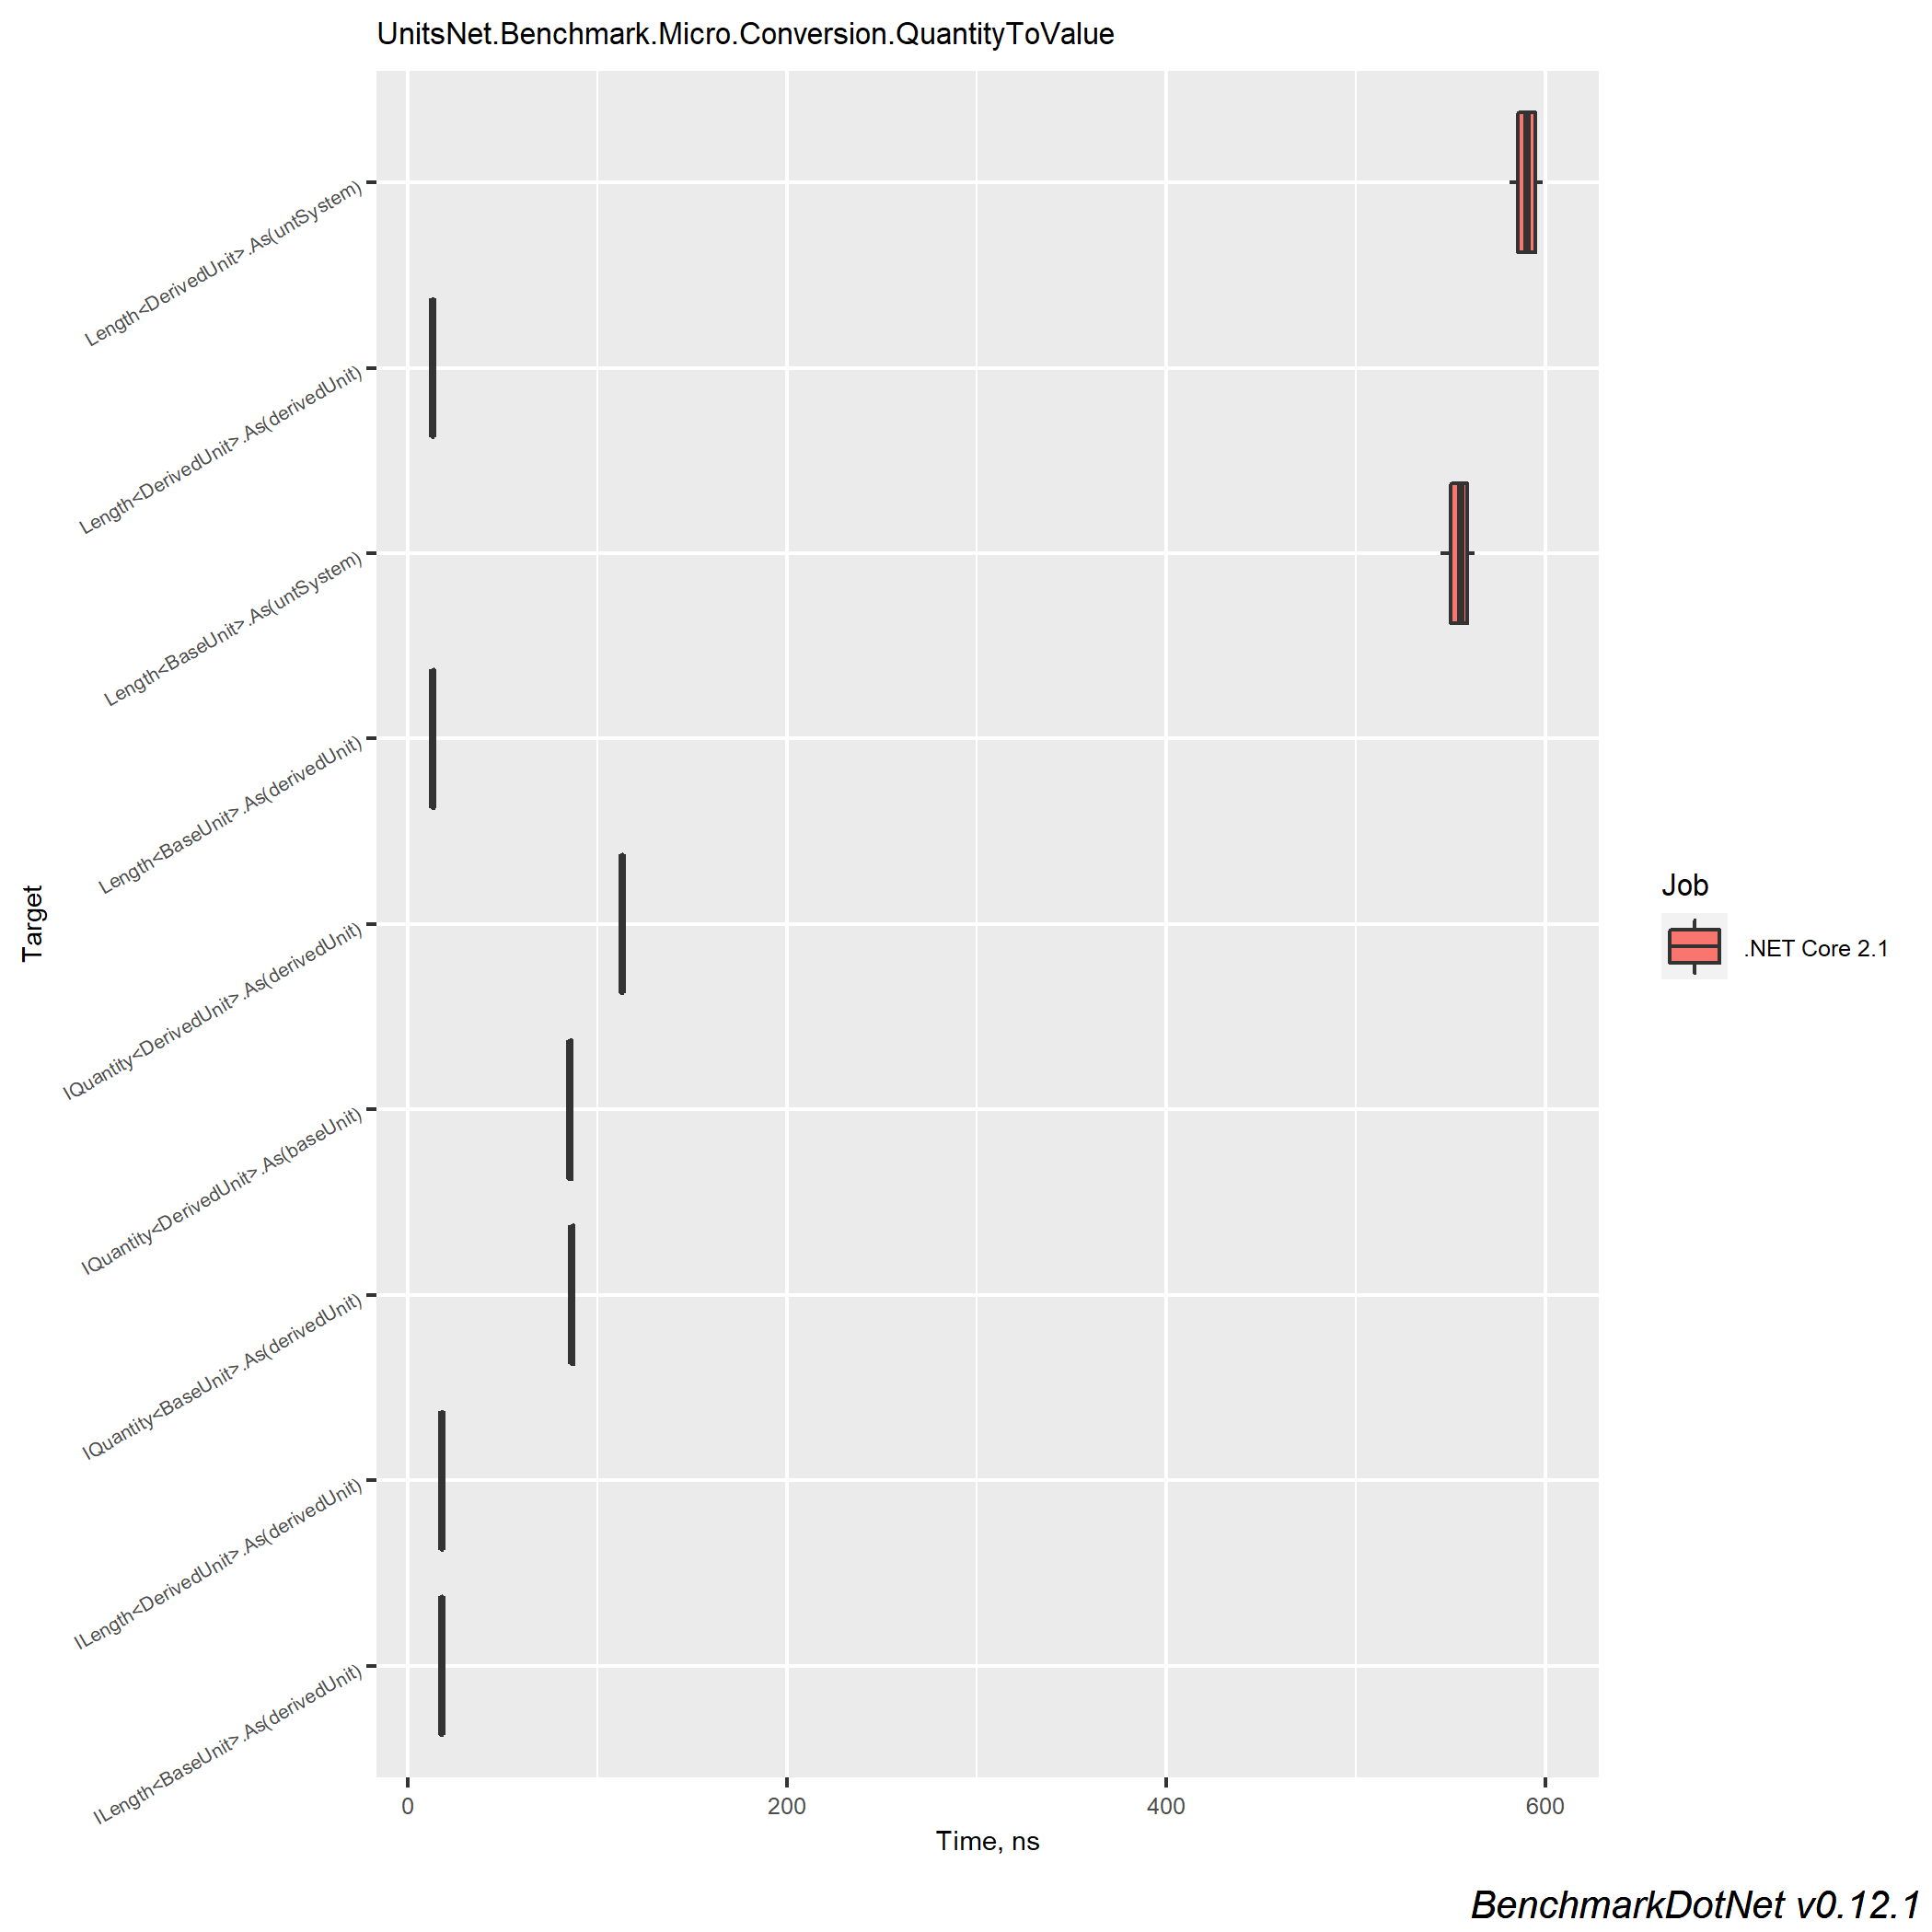 UnitsNet.Benchmark.Micro.Conversion.QuantityToValue
Length<DerivedUnit>.As(untSystem)
Length<DerivedUnit>.As(derivedUnit)
Length<BaseUnit>.As(untSystem)
Length<BaseUnit>.As(derivedUnit)
IQuantity<DerivedUnit>.As(derivedUnit)
IQuantity<DerivedUnit>.As(baseUnit)
IQuantity<BaseUnit>.As(derivedUnit)
ILength<DerivedUnit>.As(derivedUnit)
ILength<BaseUnit>.As(derivedUnit)
Target
0 200 400 600
Time, ns
Job
.NET Core 2.1
BenchmarkDotNet v0.12.1